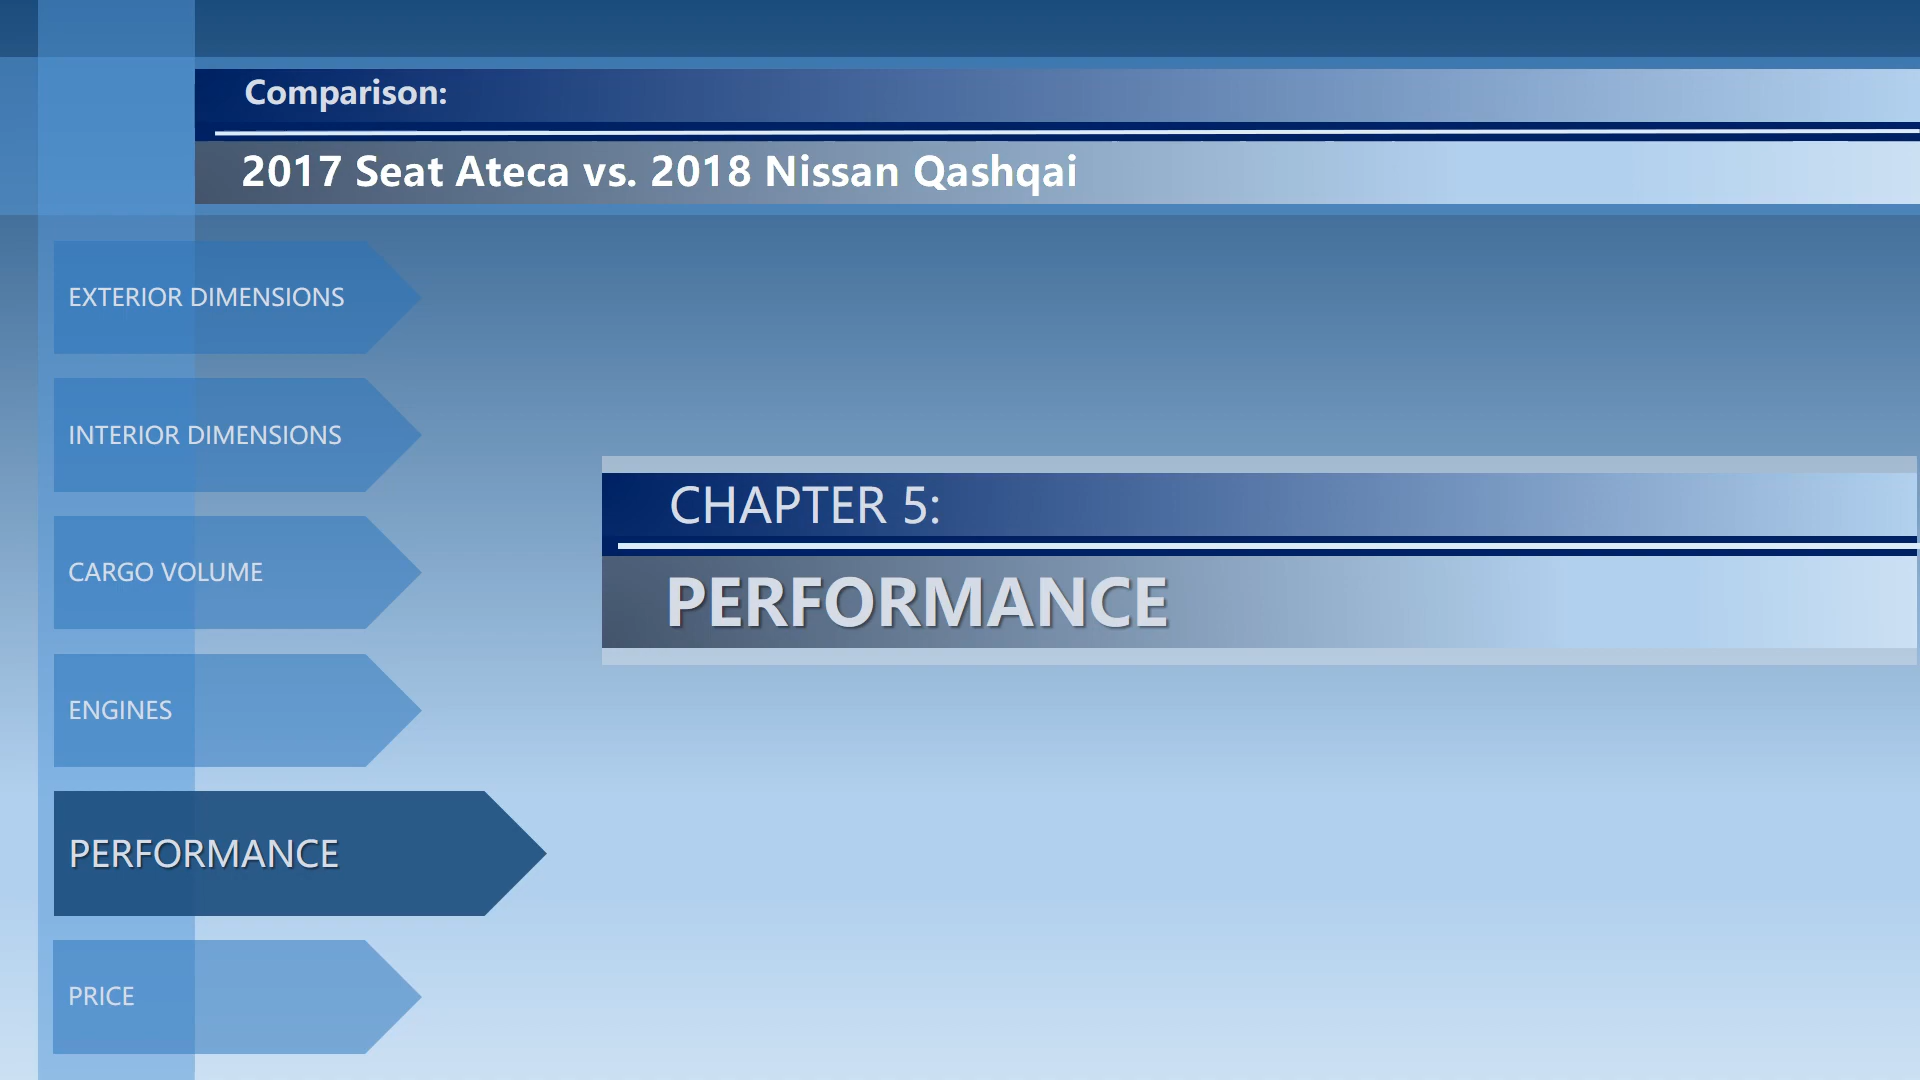 Comparison:
2017 Seat Ateca vs. 2018 Nissan Qashqai
EXTERIOR DIMENSIONS
INTERIOR DIMENSIONS
CARGO VOLUME
ENGINES
PERFORMANCE
PRICE
CHAPTER 5:
PERFORMANCE